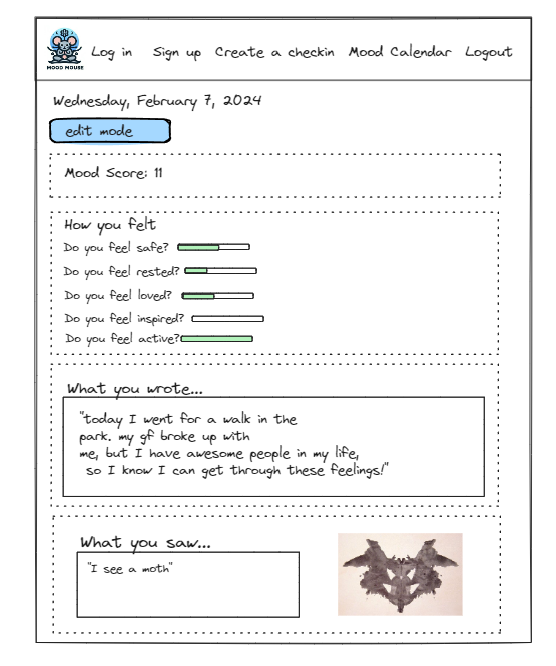 MOOD MOUSE
Log in Sign up Create a checkin Mood Calendar Logout
Wednesday, February 7, 2024
edit mode
Mood Score: 11
How you felt
Do you feel safe?
Do you feel rested?
Do you feel loved?
Do you feel inspired?
Do you feel active?
What you wrote...
"today I went for a walk in the
park. my gf broke up with
me, but I have awesome people in my life,
so I know I can get through these feelings!"
What you saw...
"I see a moth"